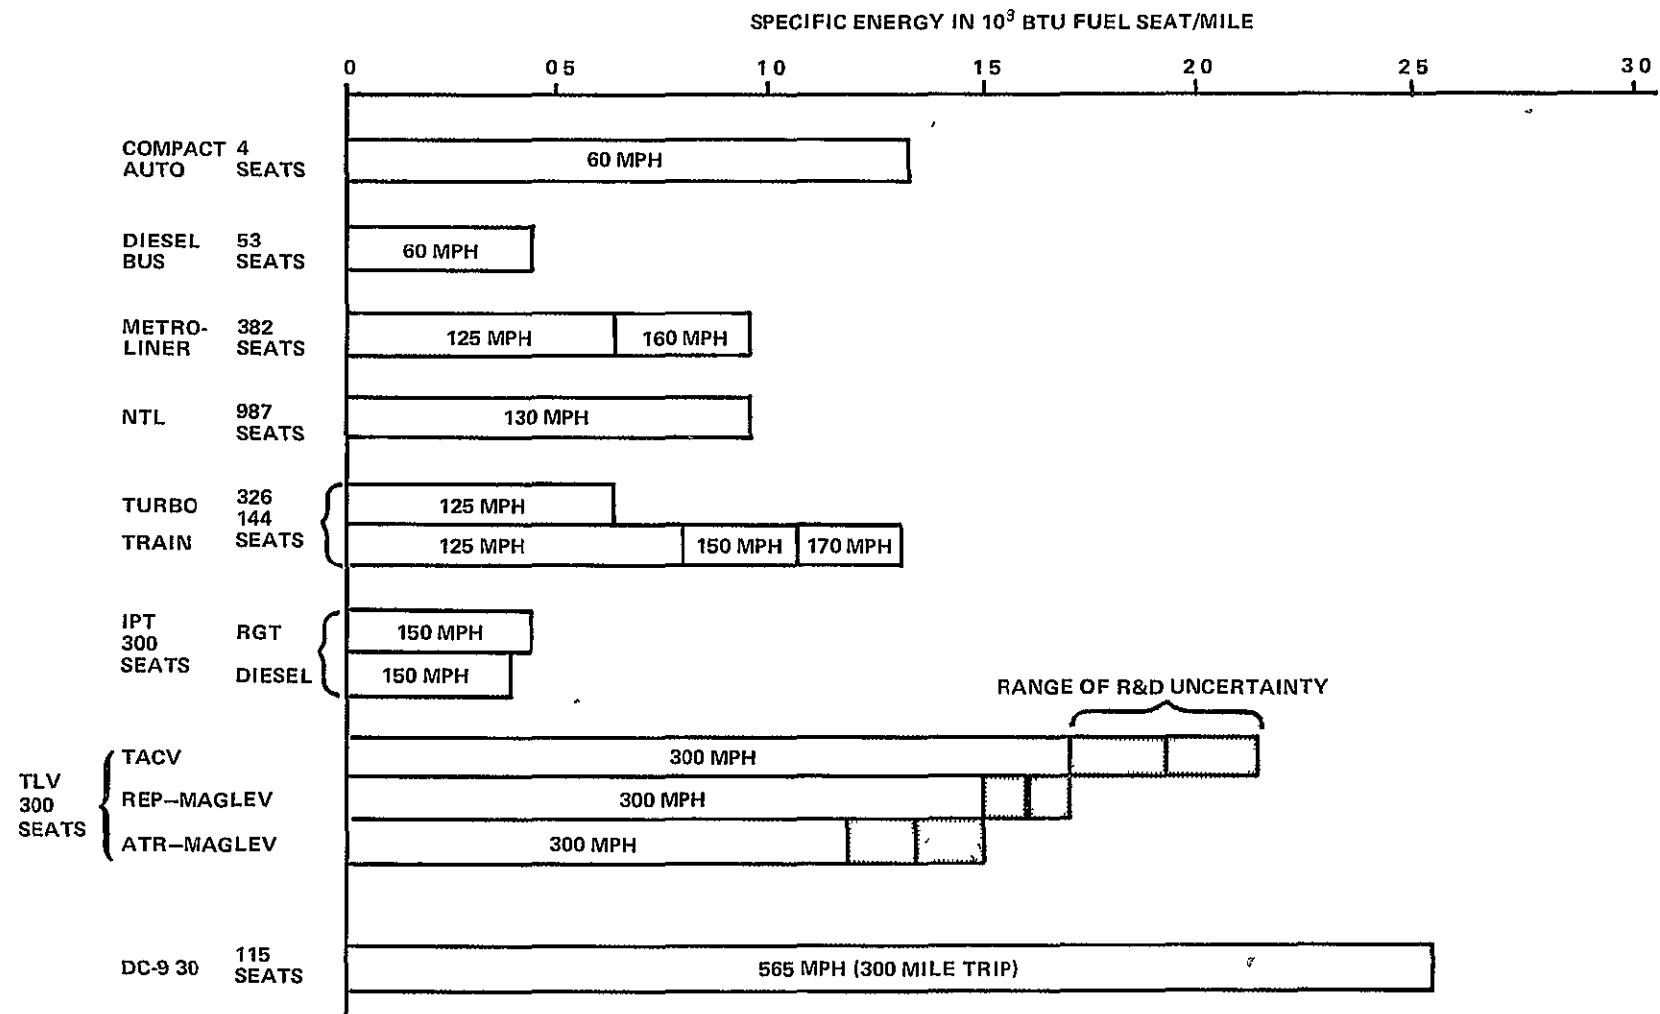 SPECIFIC ENERGY IN 10³ BTU FUEL SEAT/MILE
0 0 5 1 0 1 5 2 0 2 5 3 0
COMPACT 4
AUTO SEATS
60 MPH
DIESEL 53
BUS SEATS
60 MPH
METRO- 382
LINER SEATS
125 MPH 160 MPH
NTL 987
SEATS
130 MPH
TURBO 326
144
TRAIN SEATS
125 MPH
125 MPH 150 MPH 170 MPH
IPT
300
SEATS
RGT 150 MPH
DIESEL 150 MPH
RANGE OF R&D UNCERTAINTY
TLV
300
SEATS
TACV 300 MPH
REP–MAGLEV 300 MPH
ATR–MAGLEV 300 MPH
DC-9 30 115
SEATS
565 MPH (300 MILE TRIP)